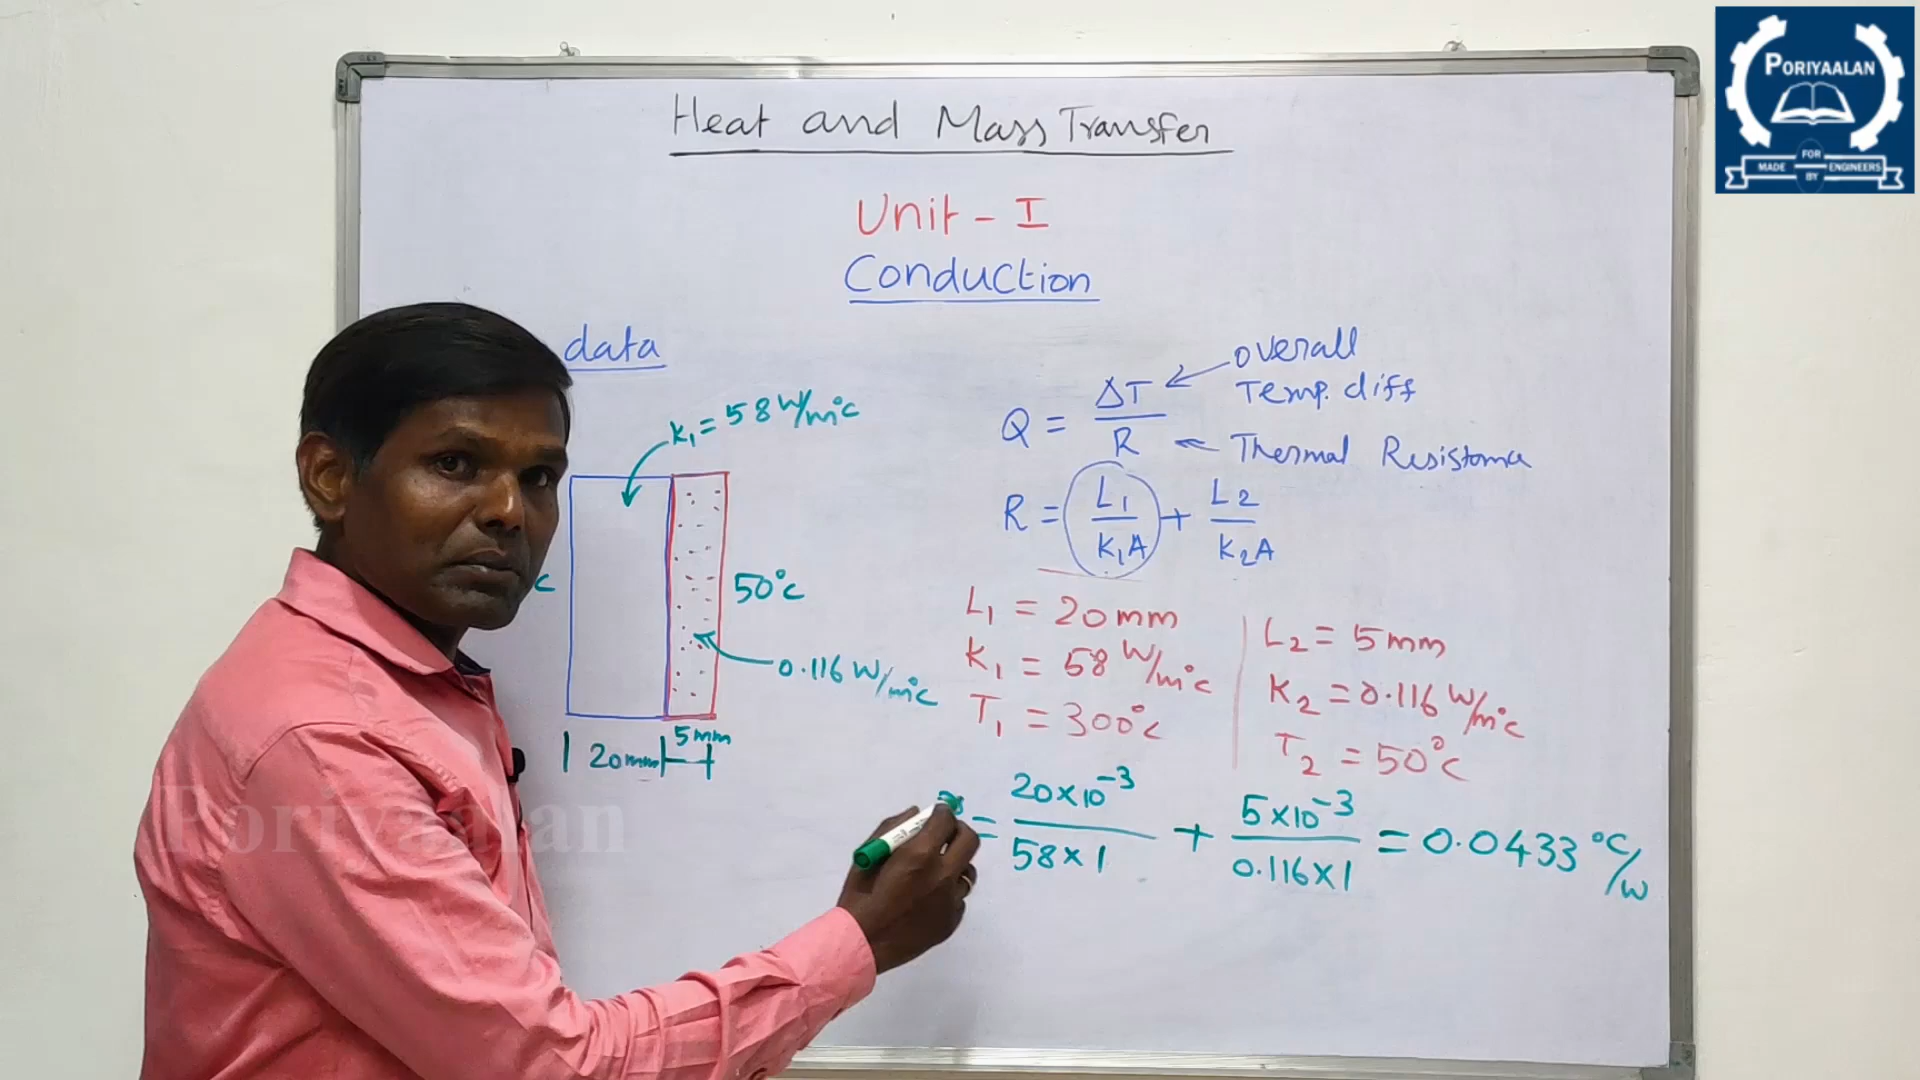 PORIYAALAN
MADE FOR BY ENGINEERS
Heat and Mass Transfer
Unit - I
Conduction
data
K₁ = 58 W/m°C
C
50°C
0.116 W/m°C
20mm
5mm
Q = ΔT / R
overall
Temp. diff
Thermal Resistance
R = L₁/K₁A + L₂/K₂A
L₁ = 20mm
K₁ = 58 W/m°C
T₁ = 300°C
L₂ = 5mm
K₂ = 0.116 W/m°C
T₂ = 50°C
= 20×10⁻³ / 58×1 + 5×10⁻³ / 0.116×1 = 0.0433 °C/W
Poriyaalan